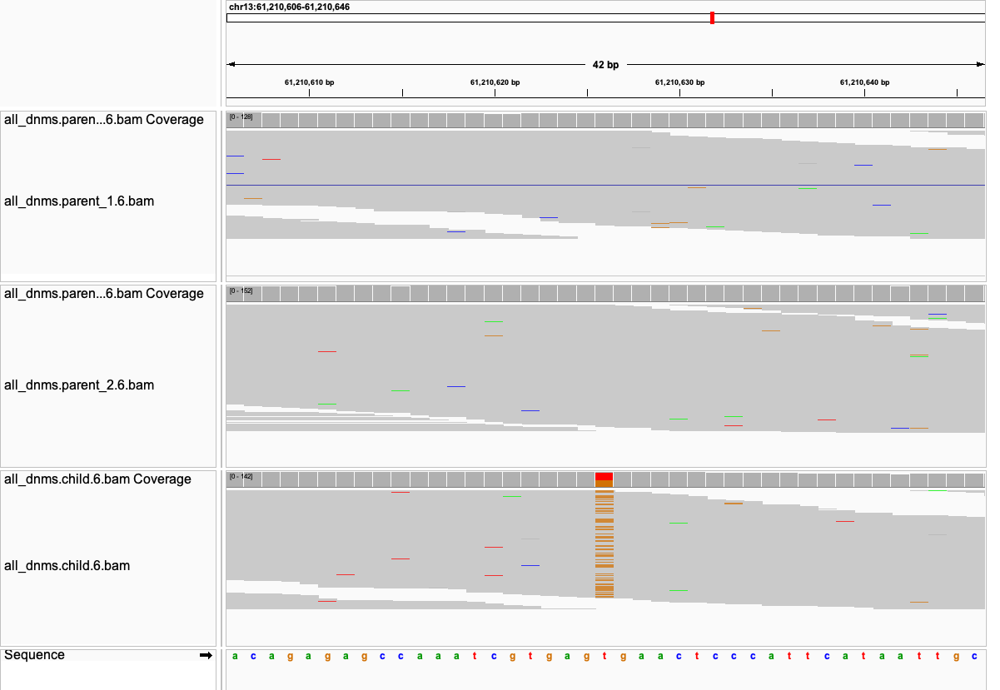 chr13:61,210,606-61,210,646
42 bp
61,210,610 bp 61,210,620 bp 61,210,630 bp 61,210,640 bp
all_dnms.paren...6.bam Coverage
[0 - 128]
all_dnms.parent_1.6.bam
all_dnms.paren...6.bam Coverage
[0 - 152]
all_dnms.parent_2.6.bam
all_dnms.child.6.bam Coverage
[0 - 142]
all_dnms.child.6.bam
Sequence
a c a g a g a g c c a a a t c g t g a g t g a a c t c c c a t t c a t a a t t g c